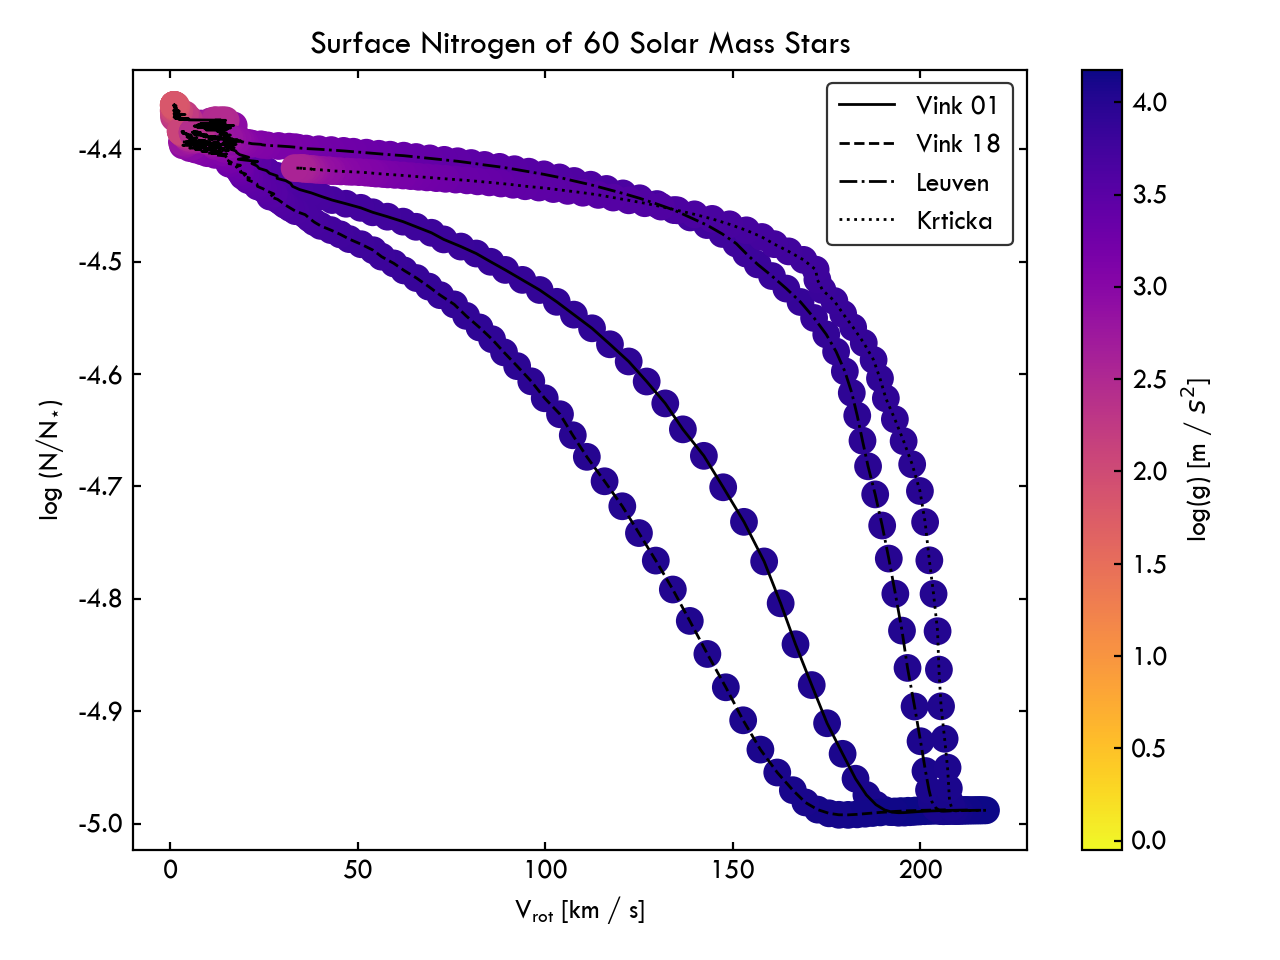 Surface Nitrogen of 60 Solar Mass Stars
Vink 01
Vink 18
Leuven
Krticka
-4.4
-4.5
-4.6
-4.7
-4.8
-4.9
-5.0
log (N/N⋆)
0
50
100
150
200
V_rot [km / s]
4.0
3.5
3.0
2.5
2.0
1.5
1.0
0.5
0.0
log(g) [m / s²]